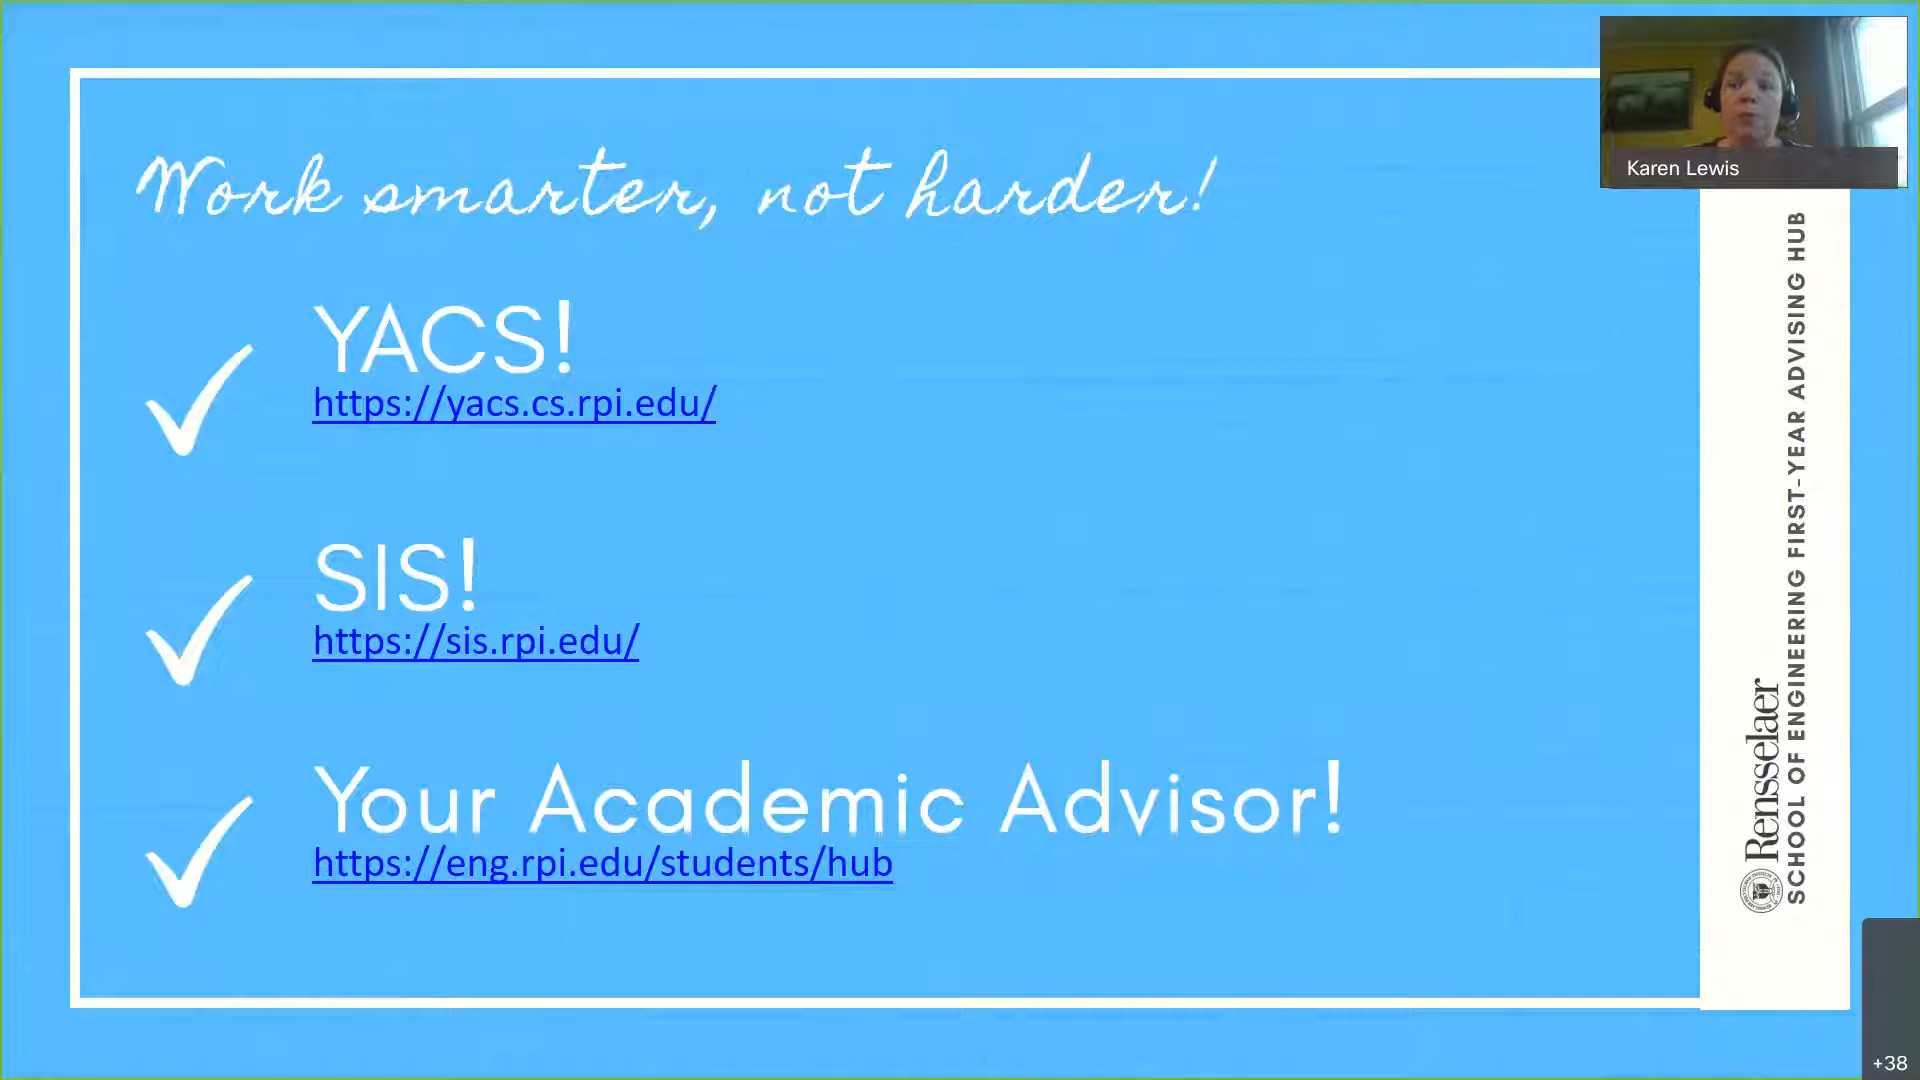 Work smarter, not harder!
YACS!
https://yacs.cs.rpi.edu/
SIS!
https://sis.rpi.edu/
Your Academic Advisor!
https://eng.rpi.edu/students/hub
Karen Lewis
Rensselaer
SCHOOL OF ENGINEERING FIRST-YEAR ADVISING HUB
+38